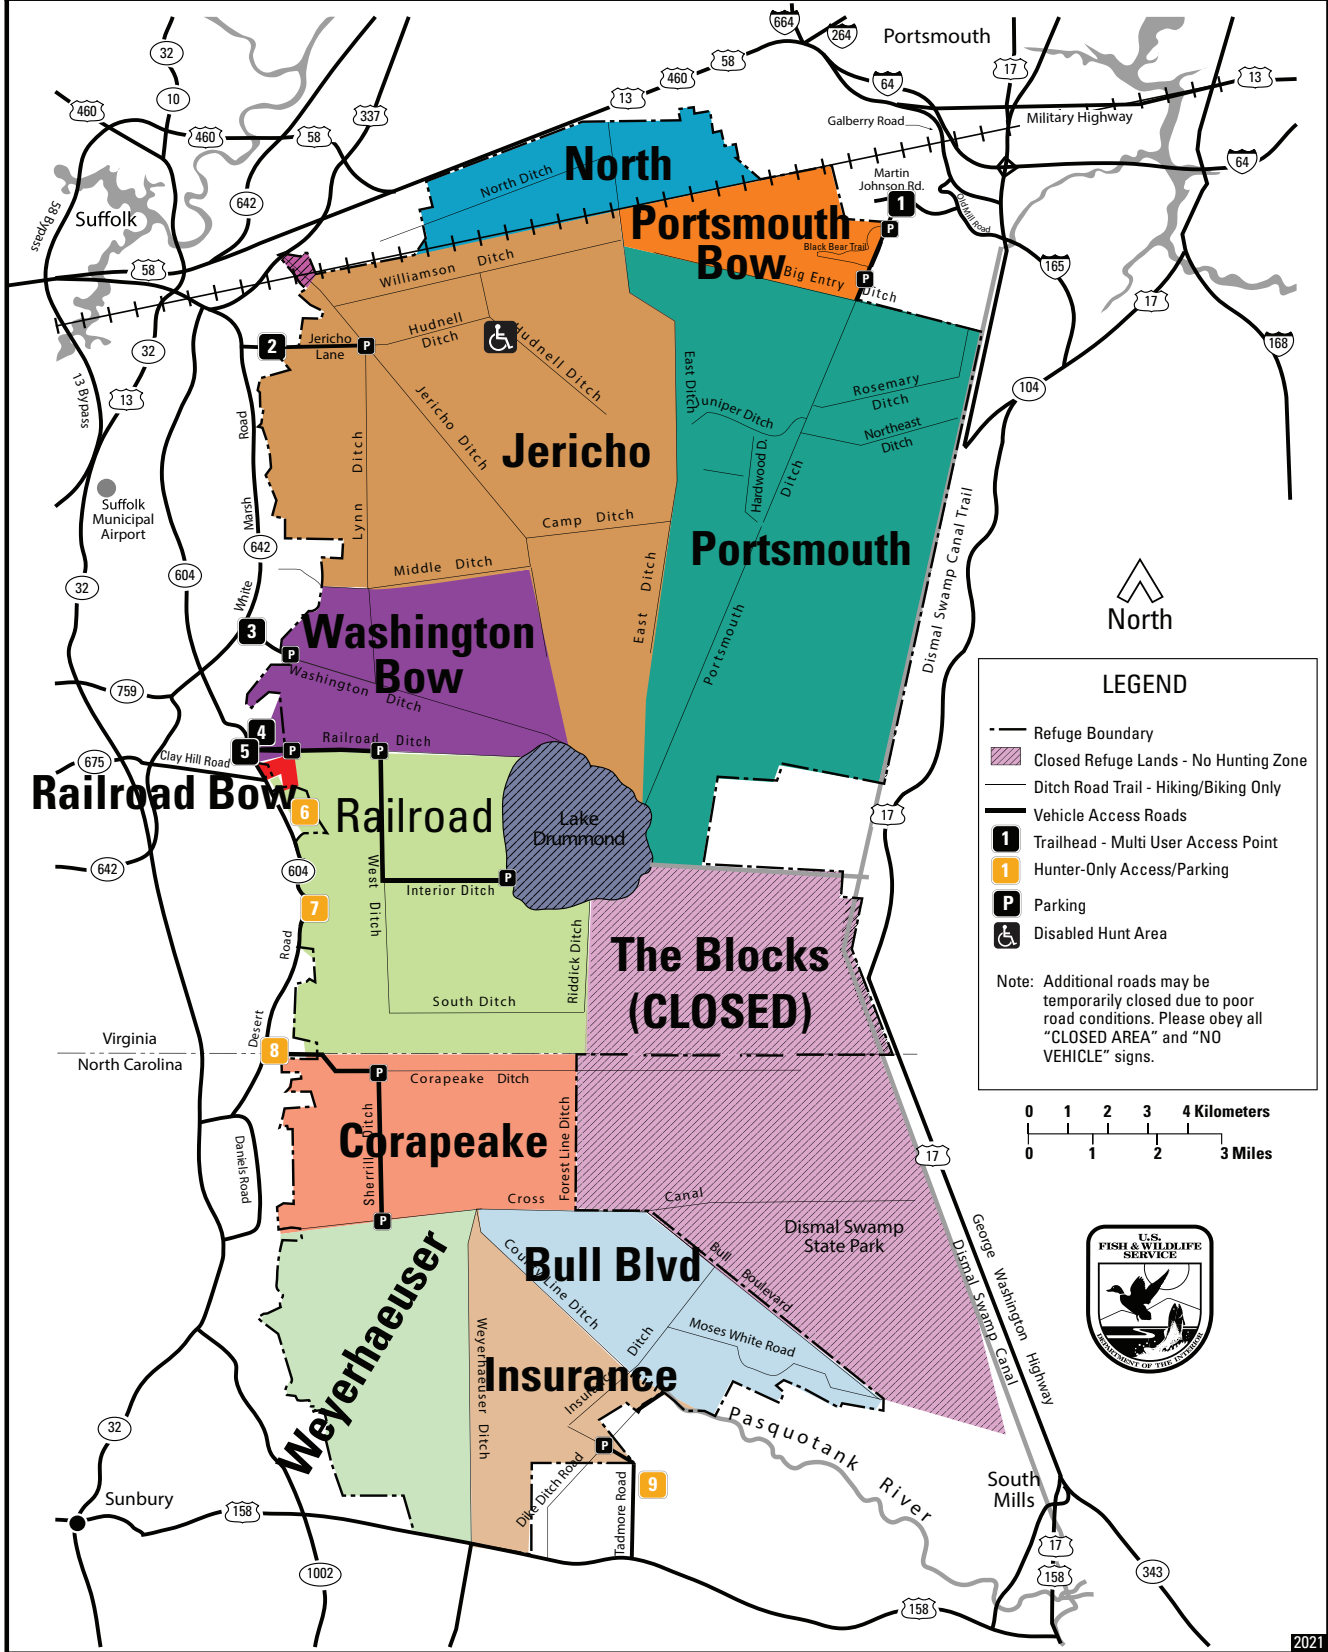 664
264
Portsmouth
32
58
17
460
64
13
10
460
13
337
Military Highway
Galberry Road
460
58
64
North
Martin
Johnson Rd.
North Ditch
1
642
Old Mill Road
58 Bypass
Suffolk
Portsmouth
Bow
P
Black Bear Trail
Williamson Ditch
Big Entry Ditch
P
165
58
17
Hudnell
Ditch
Hudnell Ditch
2
Jericho
Lane
P
168
32
East Ditch
Rosemary
Ditch
13 Bypass
13
104
Juniper Ditch
Jericho Ditch
Northeast
Ditch
Road
Lynn Ditch
Jericho
Hardwood D.
Suffolk
Municipal
Airport
Marsh
Camp Ditch
Portsmouth
Ditch
642
Dismal Swamp Canal Trail
604
32
White
Middle Ditch
East Ditch
North
3
Washington
Bow
P
Portsmouth
Washington Ditch
759
LEGEND
Refuge Boundary
Closed Refuge Lands - No Hunting Zone
Ditch Road Trail - Hiking/Biking Only
Vehicle Access Roads
1
Trailhead - Multi User Access Point
1
Hunter-Only Access/Parking
P
Parking
Disabled Hunt Area
Note: Additional roads may be
temporarily closed due to poor
road conditions. Please obey all
“CLOSED AREA” and “NO
VEHICLE” signs.
4
5
P
Railroad Ditch
P
675
Clay Hill Road
Railroad Bow
6
Railroad
Lake
Drummond
17
642
604
West Ditch
Interior Ditch
P
7
Road
Riddick Ditch
The Blocks
(CLOSED)
South Ditch
Desert
Virginia
North Carolina
8
P
Corapeake Ditch
0 1 2 3 4 Kilometers
0 1 2 3 Miles
Daniels Road
Sherrill Ditch
Corapeake
Forest Line Ditch
17
Cross Canal
P
Dismal Swamp
State Park
George Washington Highway
Dismal Swamp Canal
U.S.
FISH & WILDLIFE
SERVICE
DEPARTMENT OF THE INTERIOR
Weyerhaeuser
Bull Blvd
County Line Ditch
Bull Boulevard
Moses White Road
Weyerhaeuser Ditch
Insurance
Insurance Ditch
Pasquotank River
32
P
9
Dike Ditch Road
Tadmore Road
Sunbury
158
South
Mills
17
1002
158
343
158
2021